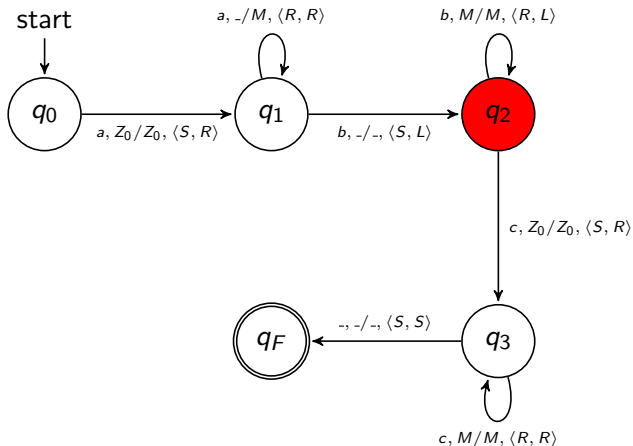 a, _/M, ⟨R, R⟩
b, M/M, ⟨R, L⟩
start
q0
q1
q2
a, Z0/Z0, ⟨S, R⟩
b, _/_, ⟨S, L⟩
c, Z0/Z0, ⟨S, R⟩
qF
_, _/_, ⟨S, S⟩
q3
c, M/M, ⟨R, R⟩